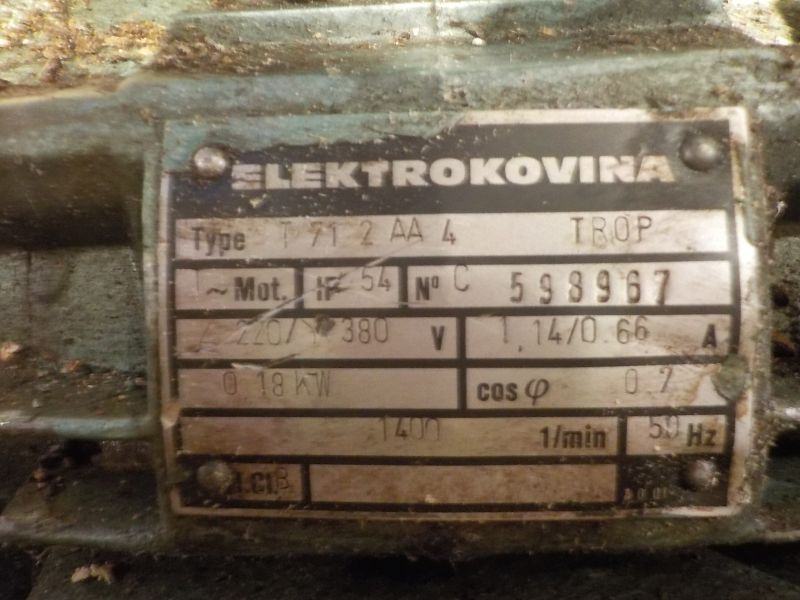 ELEKTROKOVINA
Type T 71 2 AA 4 TROP
~ Mot. IP 54 Nº C 598967
220/Y 380 V 1,14/0.66 A
0,18 KW cos φ 0.7
1400 1/min 50 Hz
I.Cl. B